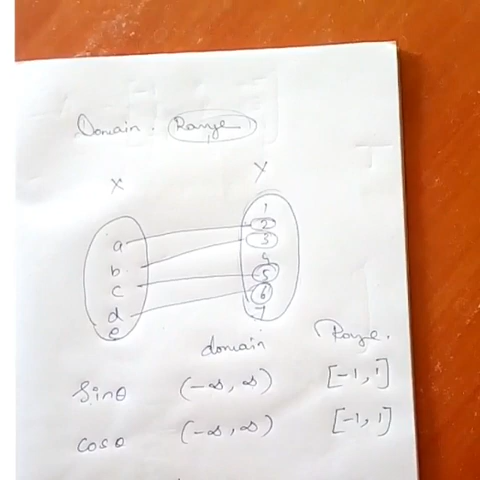 Domain. Range
X Y
1
a 2
3
b 4
c 5
d 6
e 7
domain Range.
Sinθ (-∞, ∞) [-1, 1]
cosθ (-∞, ∞) [-1, 1]